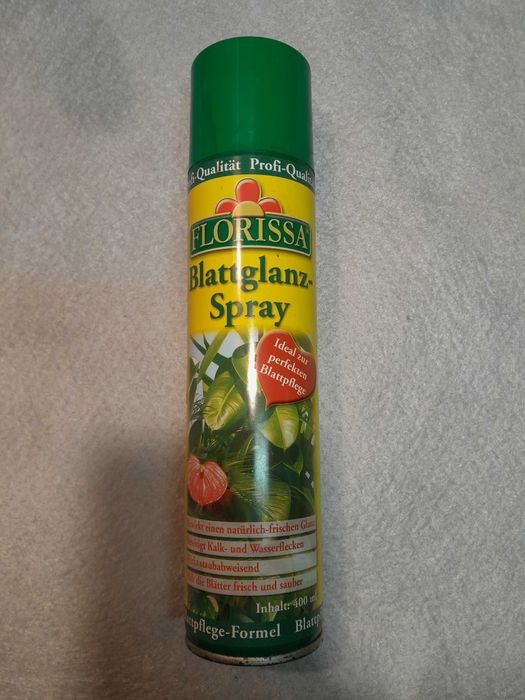 Profi-Qualität
FLORISSA
Blattglanz-
Spray
Ideal zur
perfekten
Blattpflege
einen natürlich-frischen Glanz
Kalk- und Wasserflecken
staubabweisend
die Blätter frisch und sauber
Inhalt: 400 ml
-Formel